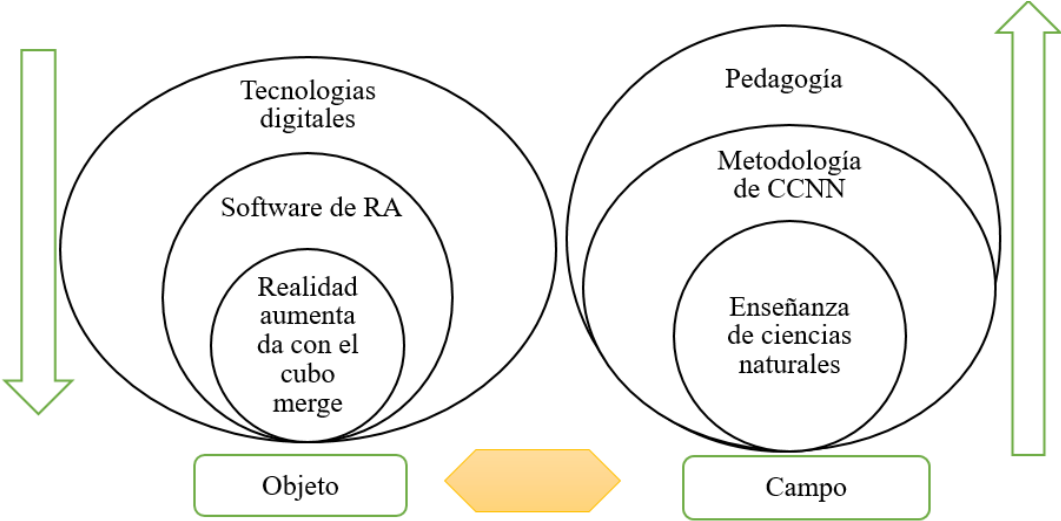 Tecnologias
digitales
Software de RA
Realidad
aumenta
da con el
cubo
merge
Objeto
Pedagogía
Metodología
de CCNN
Enseñanza
de ciencias
naturales
Campo